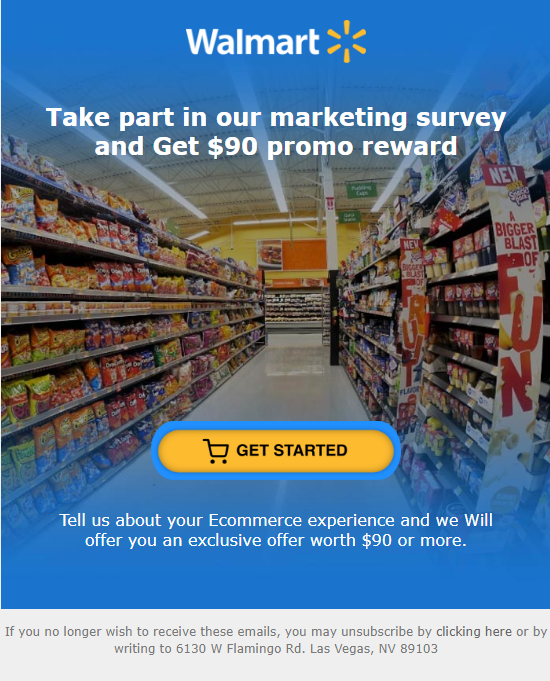 Walmart
Take part in our marketing survey
and Get $90 promo reward
NEW
A
BIGGER
BLAST
OF
FUN
NEW
GET STARTED
Tell us about your Ecommerce experience and we Will
offer you an exclusive offer worth $90 or more.
If you no longer wish to receive these emails, you may unsubscribe by clicking here or by
writing to 6130 W Flamingo Rd. Las Vegas, NV 89103